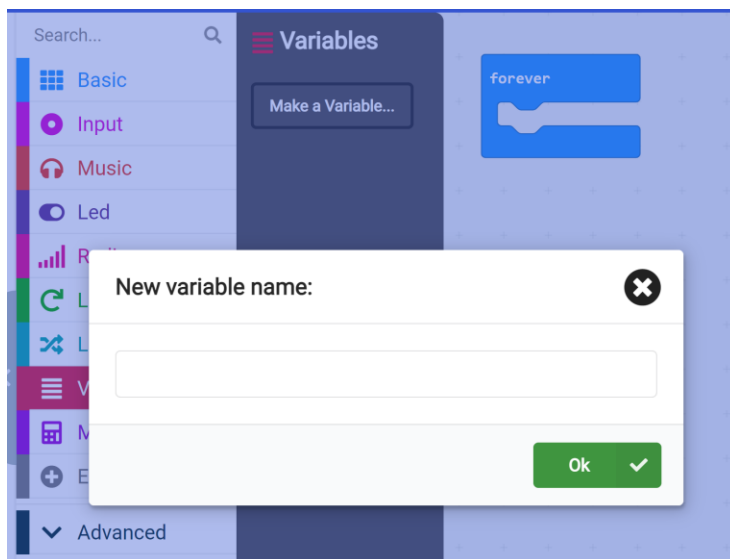 Search...
Variables
Basic
Make a Variable...
forever
Input
Music
Led
New variable name:
Ok
Advanced